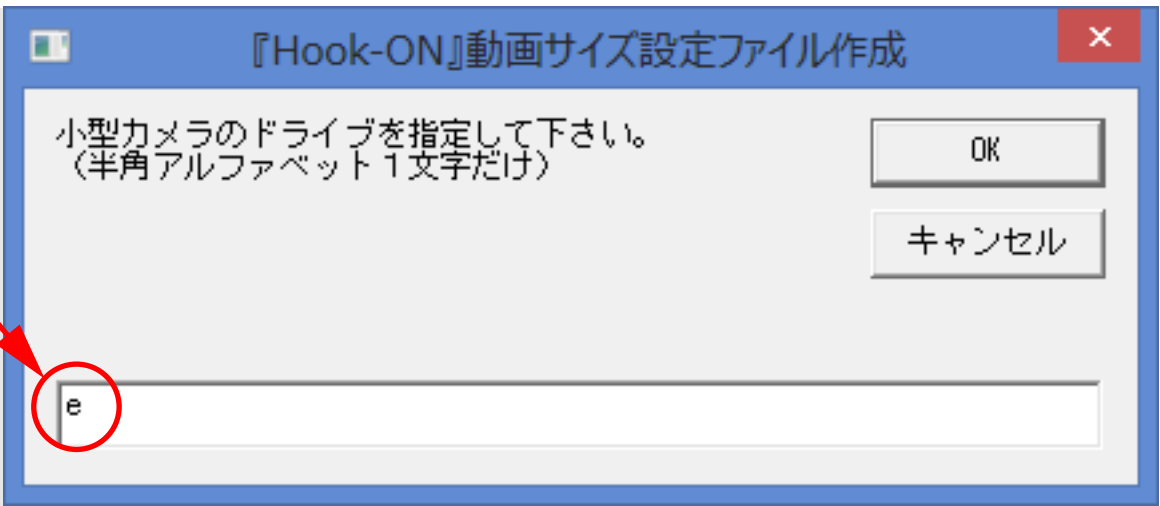 『Hook-ON』動画サイズ設定ファイル作成
小型カメラのドライブを指定して下さい。
（半角アルファベット１文字だけ）
OK
キャンセル
e